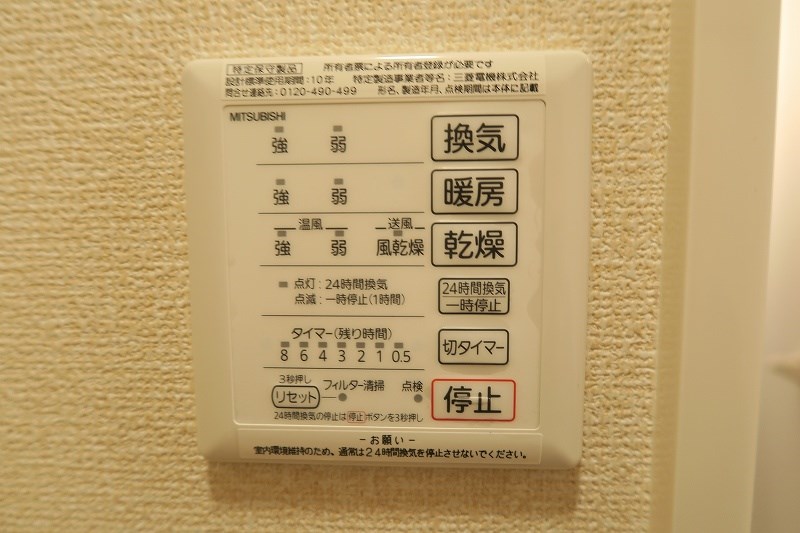 特定保守製品 所有者票による所有者登録が必要です
設計標準使用期間:10年 特定製造事業者等名:三菱電機株式会社
問合せ連絡先:0120-490-499 形名、製造年月、点検期間は本体に記載
MITSUBISHI
強 弱 換気
強 弱 暖房
温風 送風
強 弱 風乾燥 乾燥
点灯:24時間換気
点滅:一時停止(1時間)
24時間換気
一時停止
タイマー(残り時間)
8 6 4 3 2 1 0.5
切タイマー
3秒押し
リセット フィルター清掃 点検
停止
24時間換気の停止は停止ボタンを3秒押し
-お願い-
室内環境維持のため、通常は24時間換気を停止させないでください。